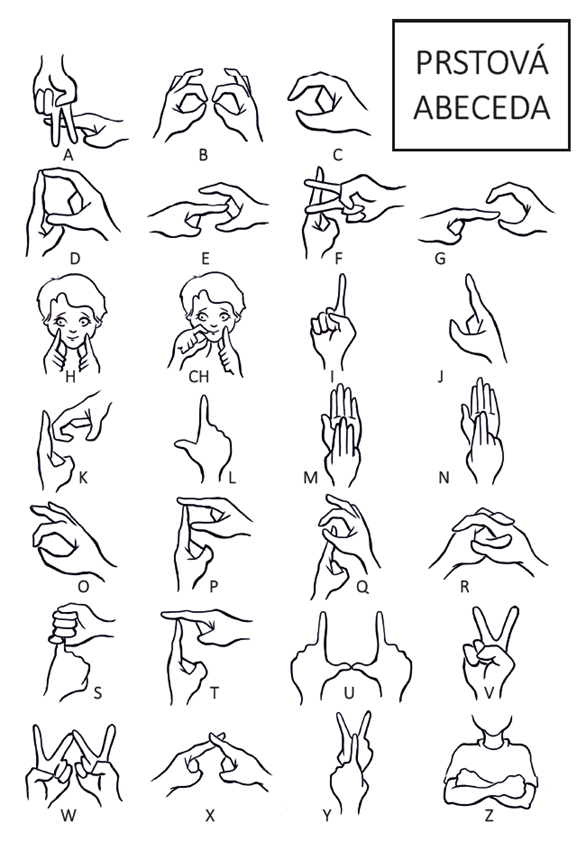 PRSTOVÁ
ABECEDA
A B C
D E F G
H CH I J
K L M N
O P Q R
S T U V
W X Y Z